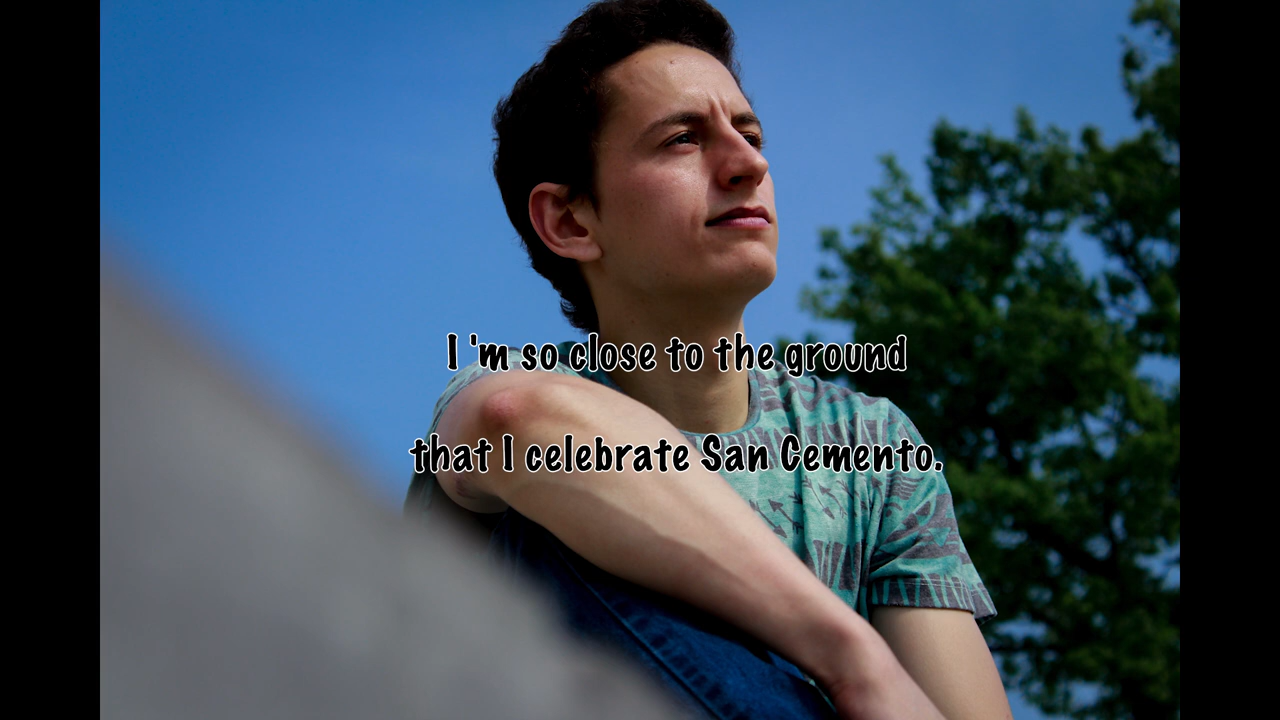 I 'm so close to the ground
that I celebrate San Cemento.